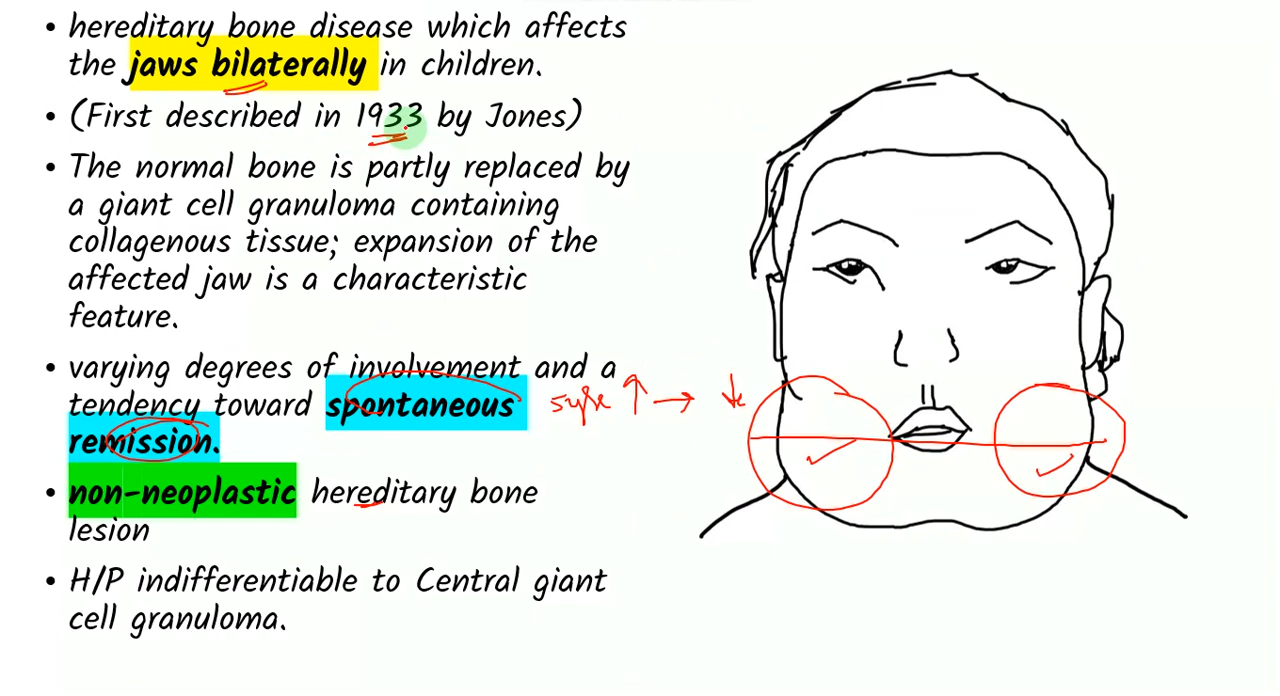 • hereditary bone disease which affects
the jaws bilaterally in children.
• (First described in 1933 by Jones)
• The normal bone is partly replaced by
a giant cell granuloma containing
collagenous tissue; expansion of the
affected jaw is a characteristic
feature.
• varying degrees of involvement and a
tendency toward spontaneous
remission.
• non-neoplastic hereditary bone
lesion
• H/P indifferentiable to Central giant
cell granuloma.